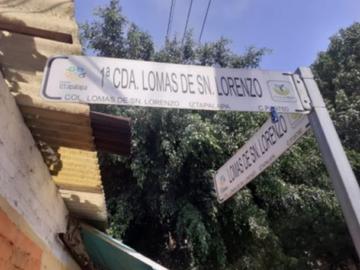 1ª CDA. LOMAS DE SN. LORENZO
COL. LOMAS DE SN. LORENZO IZTAPALAPA
LOMAS DE SN. LORENZO